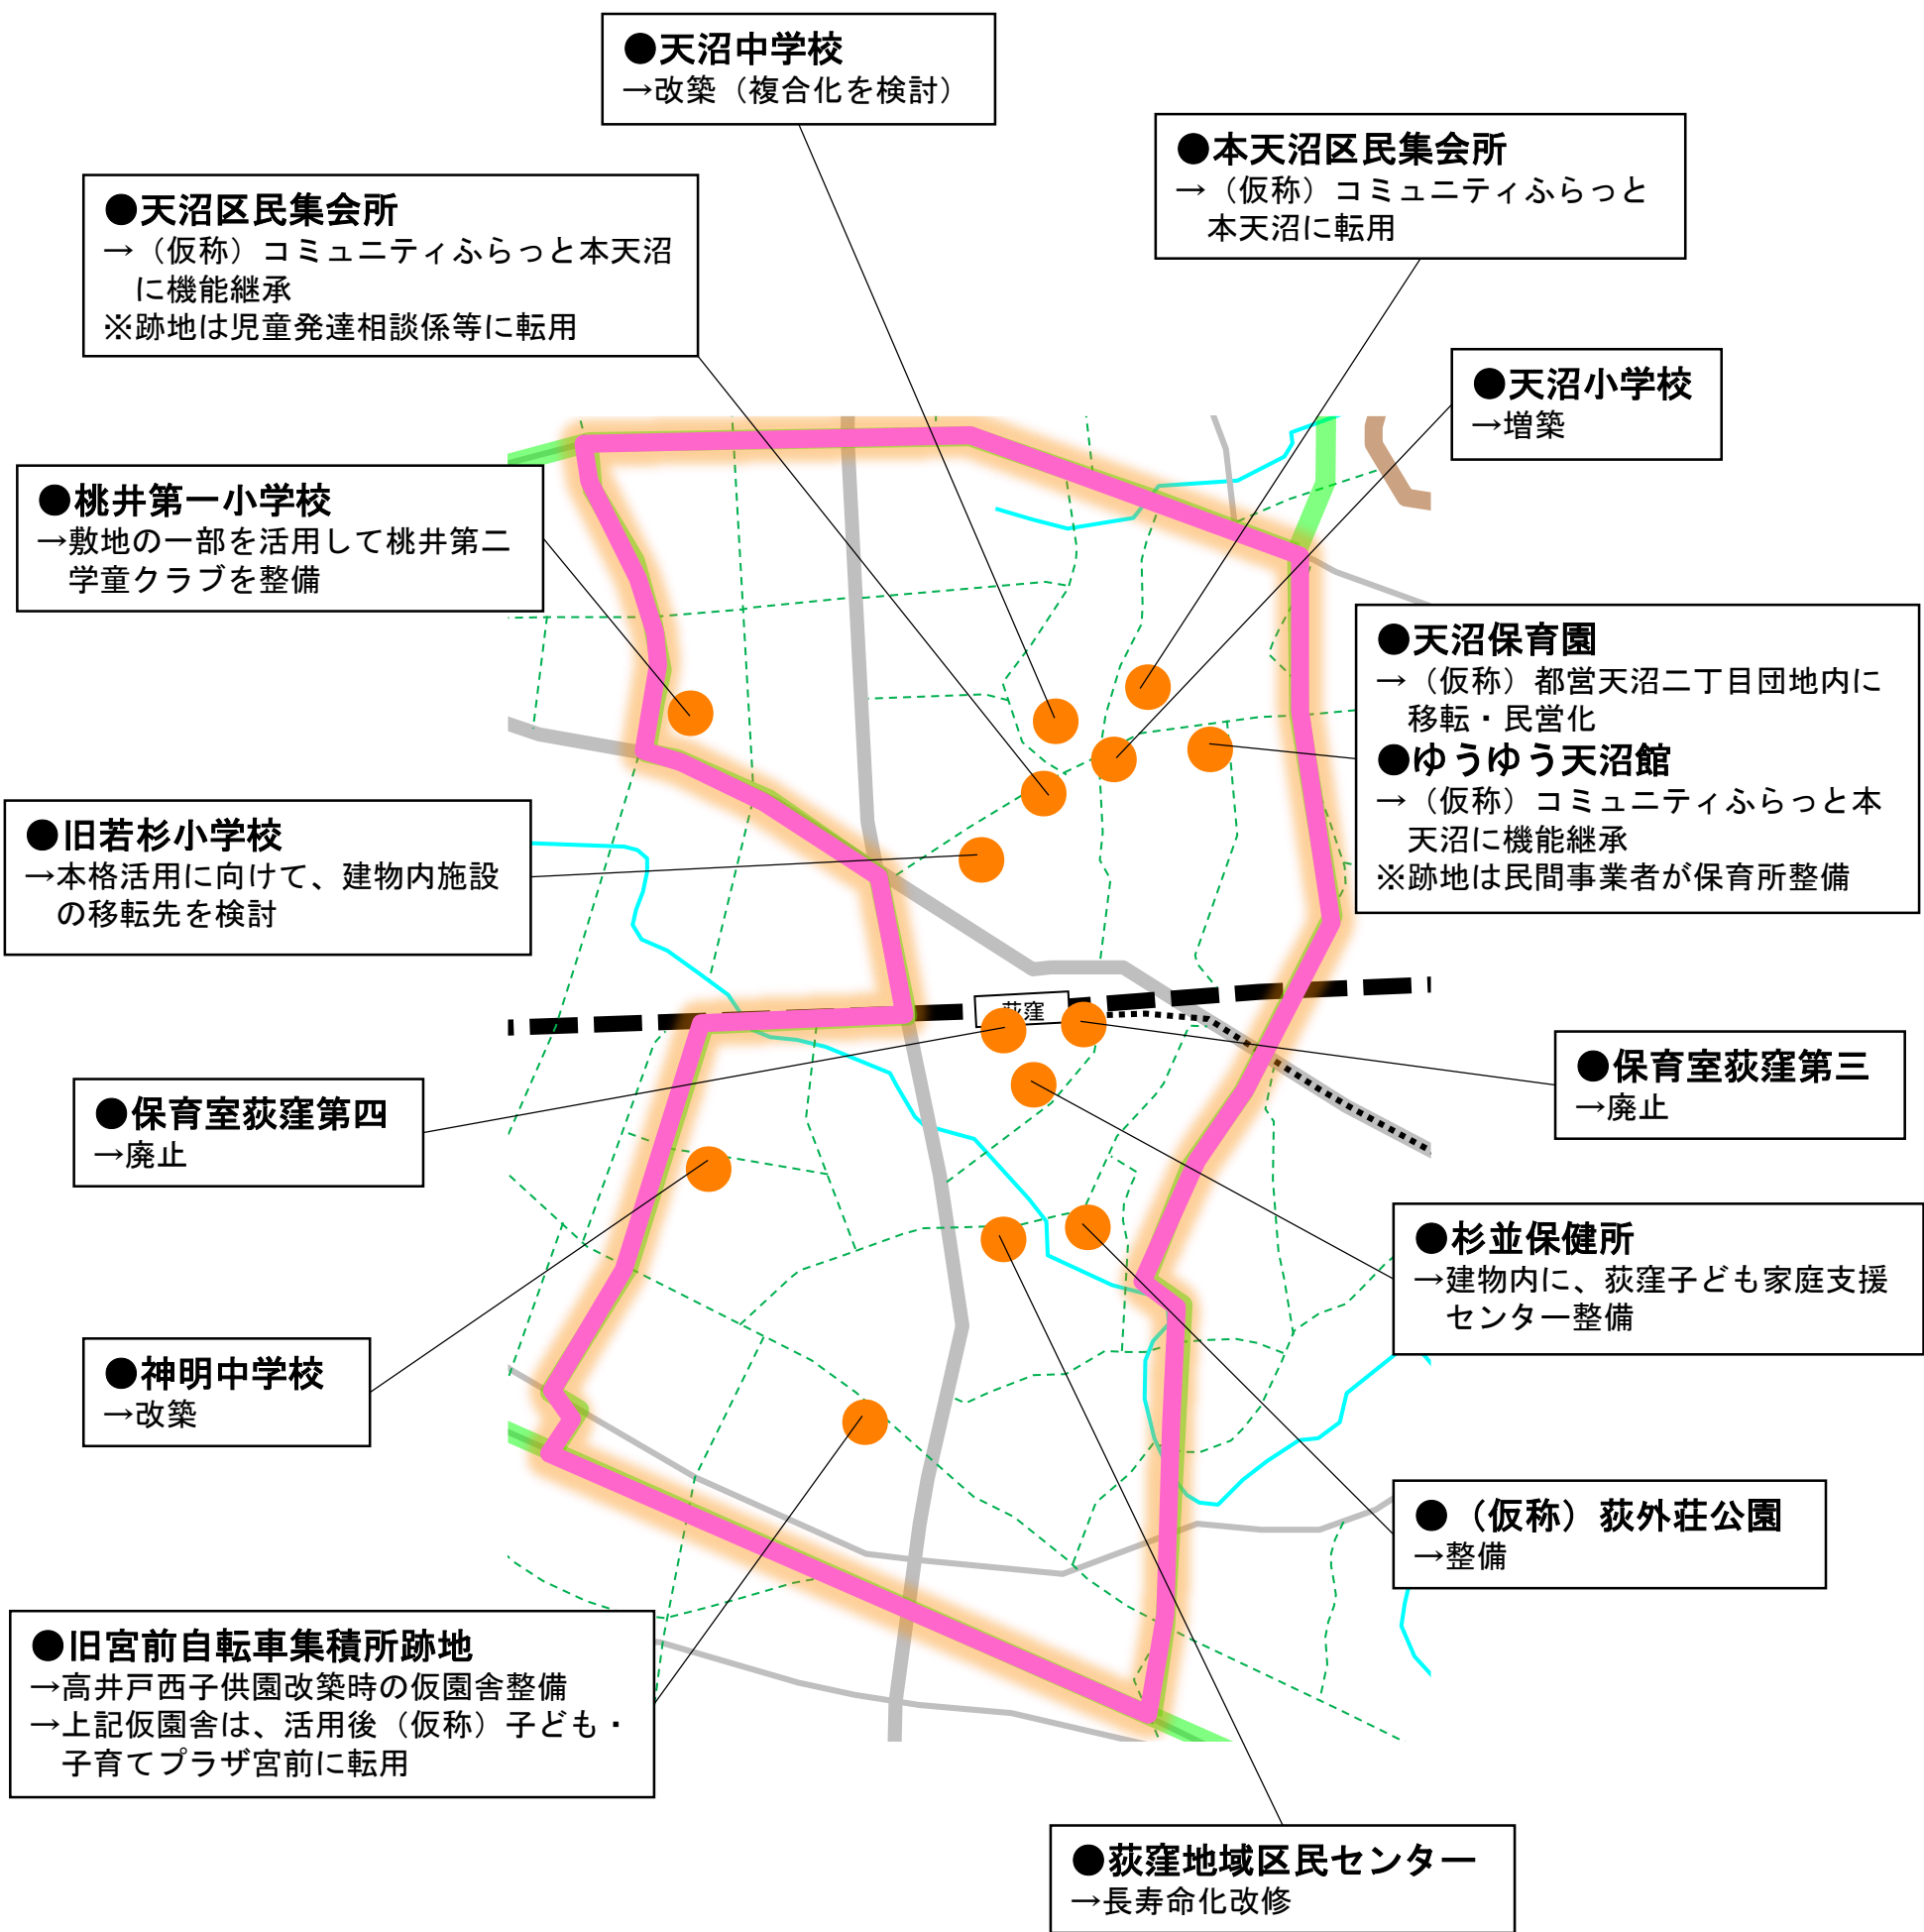 ●天沼中学校
→改築（複合化を検討）
●本天沼区民集会所
→（仮称）コミュニティふらっと
本天沼に転用
●天沼区民集会所
→（仮称）コミュニティふらっと本天沼
に機能継承
※跡地は児童発達相談係等に転用
●天沼小学校
→増築
●桃井第一小学校
→敷地の一部を活用して桃井第二
学童クラブを整備
●天沼保育園
→（仮称）都営天沼二丁目団地内に
移転・民営化
●ゆうゆう天沼館
→（仮称）コミュニティふらっと本
天沼に機能継承
※跡地は民間事業者が保育所整備
●旧若杉小学校
→本格活用に向けて、建物内施設
の移転先を検討
荻窪
●保育室荻窪第三
→廃止
●保育室荻窪第四
→廃止
●杉並保健所
→建物内に、荻窪子ども家庭支援
センター整備
●神明中学校
→改築
●（仮称）荻外荘公園
→整備
●旧宮前自転車集積所跡地
→高井戸西子供園改築時の仮園舎整備
→上記仮園舎は、活用後（仮称）子ども・
子育てプラザ宮前に転用
●荻窪地域区民センター
→長寿命化改修